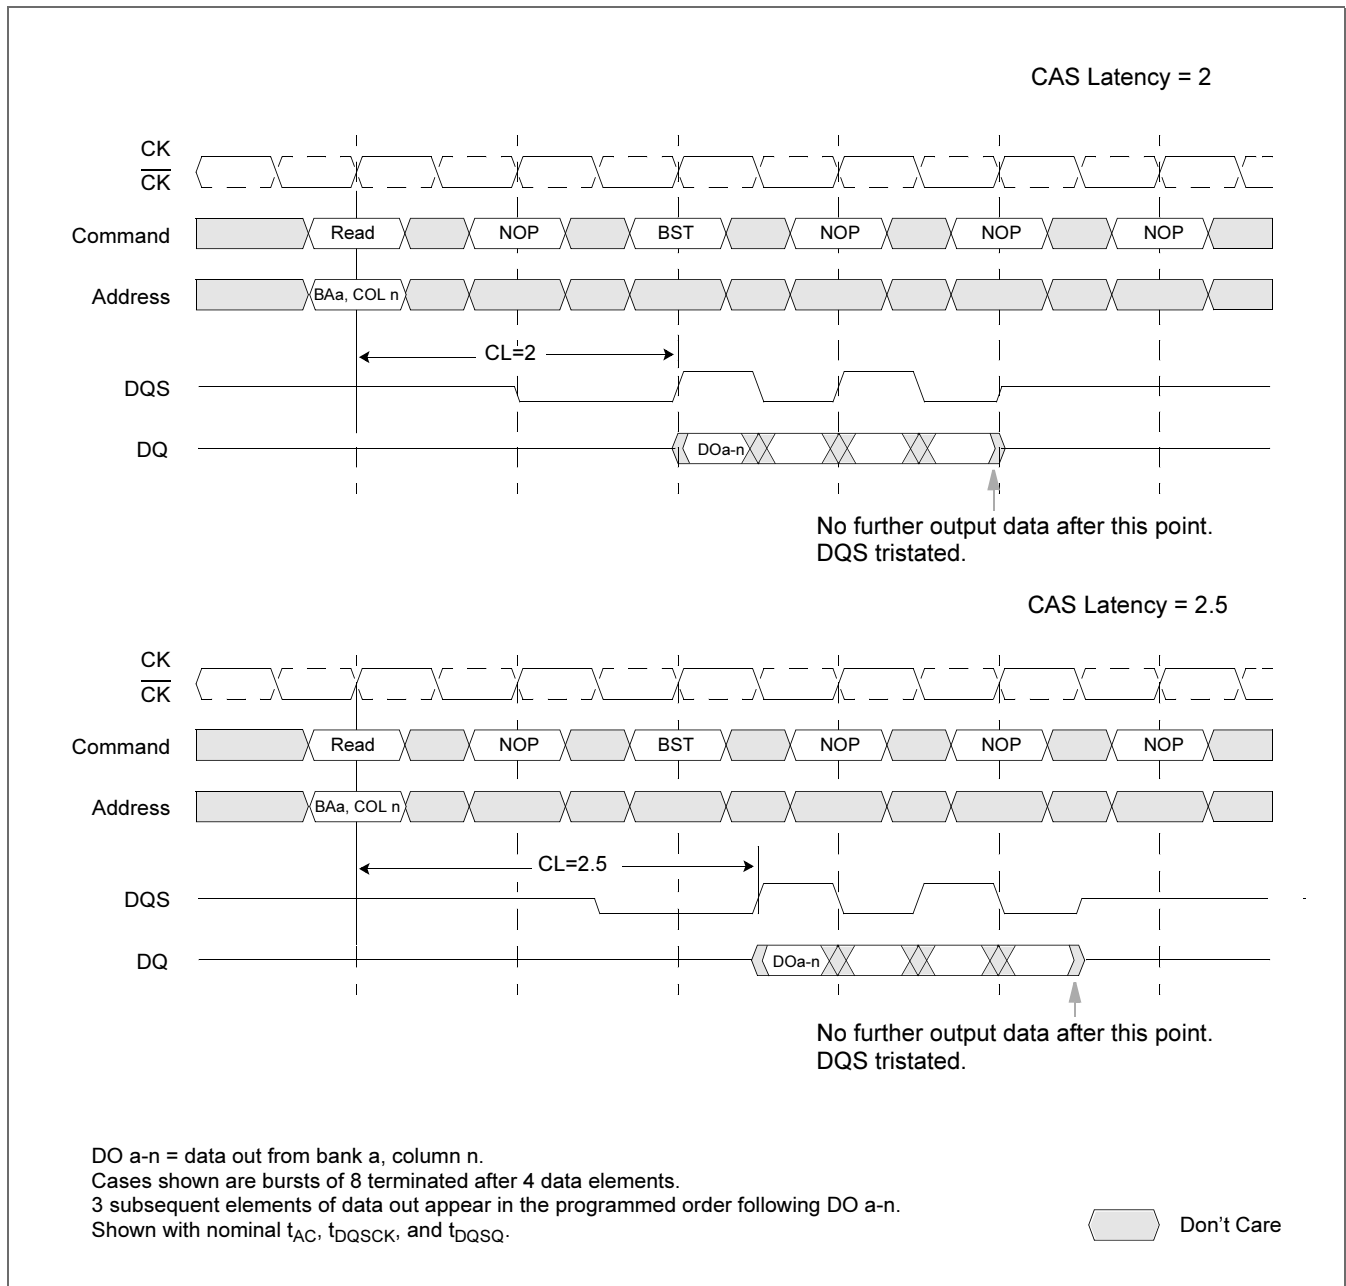 CAS Latency = 2
CK
CK
Command
Read
NOP
BST
NOP
NOP
NOP
Address
BAa, COL n
CL=2
DQS
DQ
DOa-n
No further output data after this point.
DQS tristated.
CAS Latency = 2.5
CK
CK
Command
Read
NOP
BST
NOP
NOP
NOP
Address
BAa, COL n
CL=2.5
DQS
DQ
DOa-n
No further output data after this point.
DQS tristated.
DO a-n = data out from bank a, column n.
Cases shown are bursts of 8 terminated after 4 data elements.
3 subsequent elements of data out appear in the programmed order following DO a-n.
Shown with nominal tAC, tDQSCK, and tDQSQ.
Don't Care